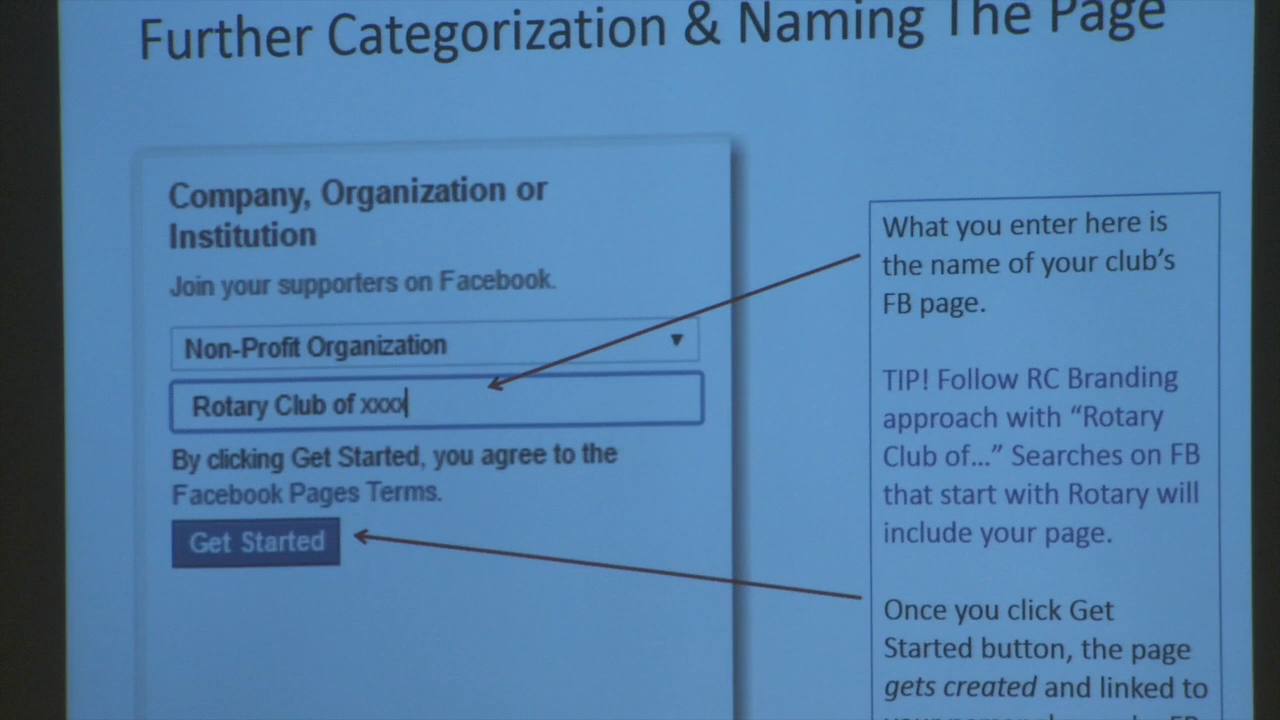 Further Categorization & Naming The Page
Company, Organization or
Institution
Join your supporters on Facebook.
Non-Profit Organization
Rotary Club of xxxx
By clicking Get Started, you agree to the
Facebook Pages Terms.
Get Started
What you enter here is
the name of your club's
FB page.
TIP! Follow RC Branding
approach with “Rotary
Club of...” Searches on FB
that start with Rotary will
include your page.
Once you click Get
Started button, the page
gets created and linked to